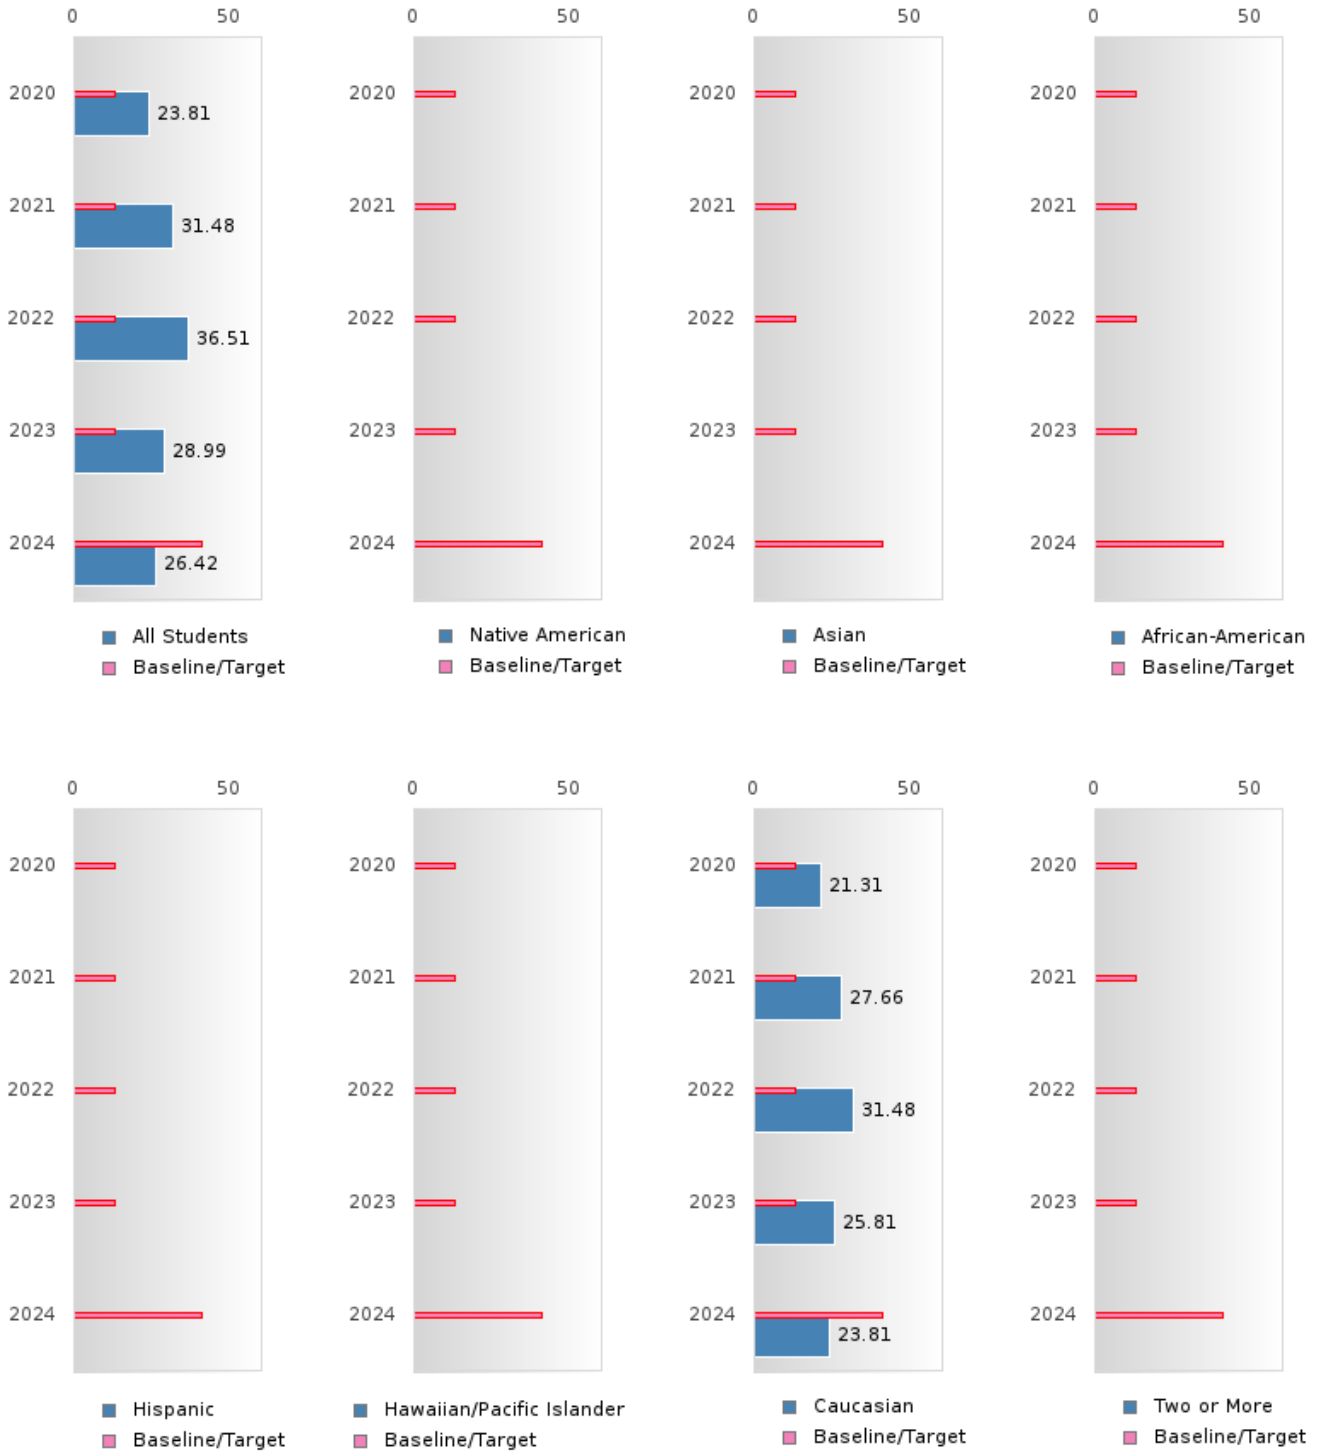 0 50 0 50 0 50 0 50
2020 23.81 2020 2020 2020
2021 31.48 2021 2021 2021
2022 36.51 2022 2022 2022
2023 28.99 2023 2023 2023
2024 26.42 2024 2024 2024
All Students Native American Asian African-American
Baseline/Target Baseline/Target Baseline/Target Baseline/Target
0 50 0 50 0 50 0 50
2020 2020 2020 21.31 2020
2021 2021 2021 27.66 2021
2022 2022 2022 31.48 2022
2023 2023 2023 25.81 2023
2024 2024 2024 23.81 2024
Hispanic Hawaiian/Pacific Islander Caucasian Two or More
Baseline/Target Baseline/Target Baseline/Target Baseline/Target